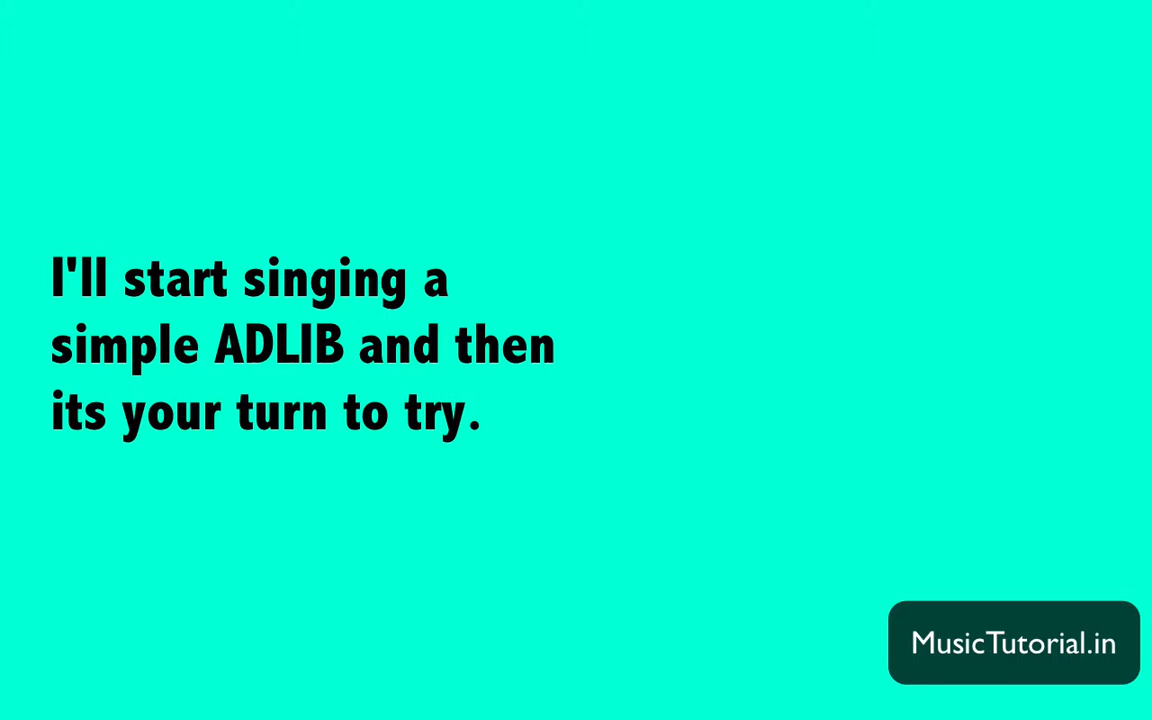 I'll start singing a
simple ADLIB and then
its your turn to try.
MusicTutorial.in